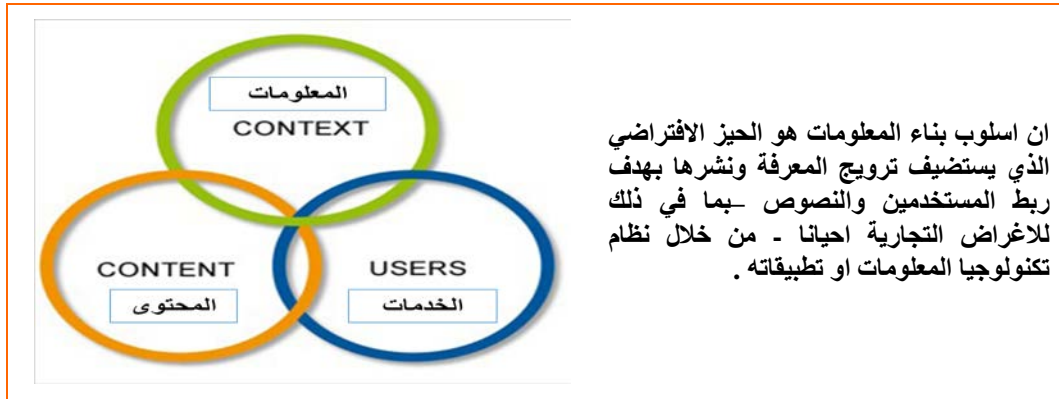 المعلومات
CONTEXT
CONTENT
المحتوى
USERS
الخدمات
ان اسلوب بناء المعلومات هو الحيز الافتراضي
الذي يستضيف ترويج المعرفة ونشرها بهدف
ربط المستخدمين والنصوص –بما في ذلك
للاغراض التجارية احيانا - من خلال نظام
تكنولوجيا المعلومات او تطبيقاته .